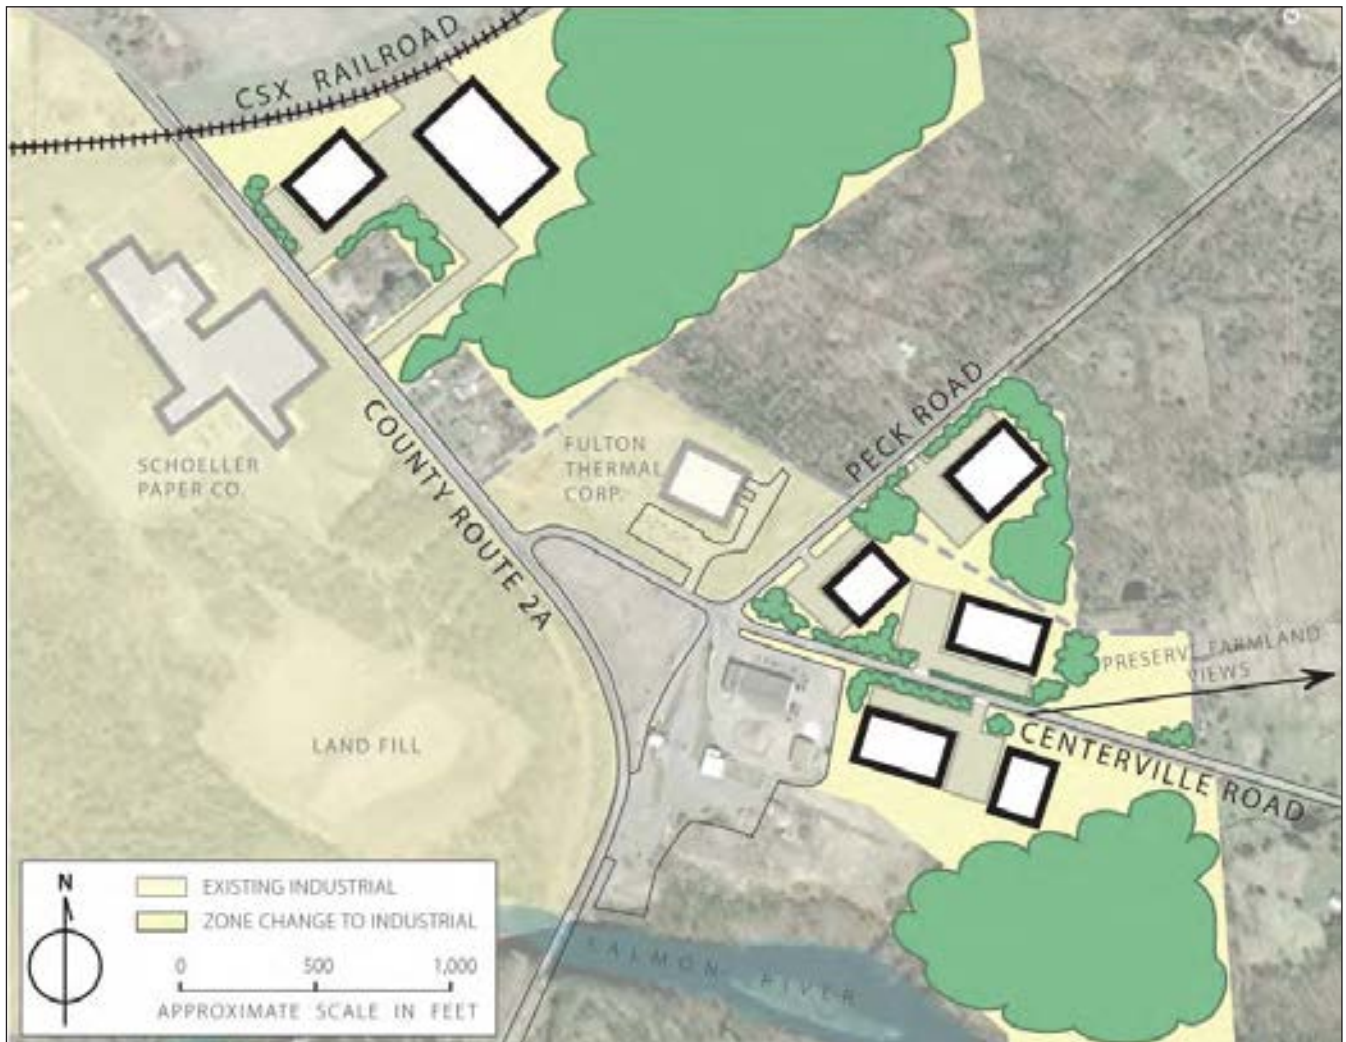 CSX RAILROAD
PECK ROAD
COUNTY ROUTE 2A
FULTON
THERMAL
CORP.
SCHOELLER
PAPER CO.
PRESERVE FARMLAND
VIEWS
CENTERVILLE ROAD
LAND FILL
SALMON RIVER
N
EXISTING INDUSTRIAL
ZONE CHANGE TO INDUSTRIAL
0 500 1,000
APPROXIMATE SCALE IN FEET